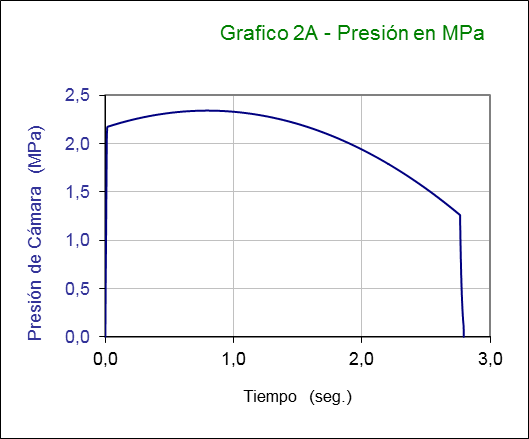 Grafico 2A - Presión en MPa
Presión de Cámara (MPa)
2,5
2,0
1,5
1,0
0,5
0,0
0,0 1,0 2,0 3,0
Tiempo (seg.)